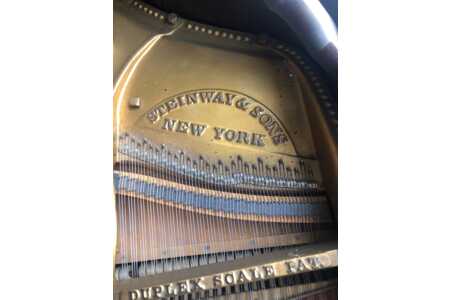 STEINWAY & SONS
NEW YORK
DUPLEX SCALE PAT.